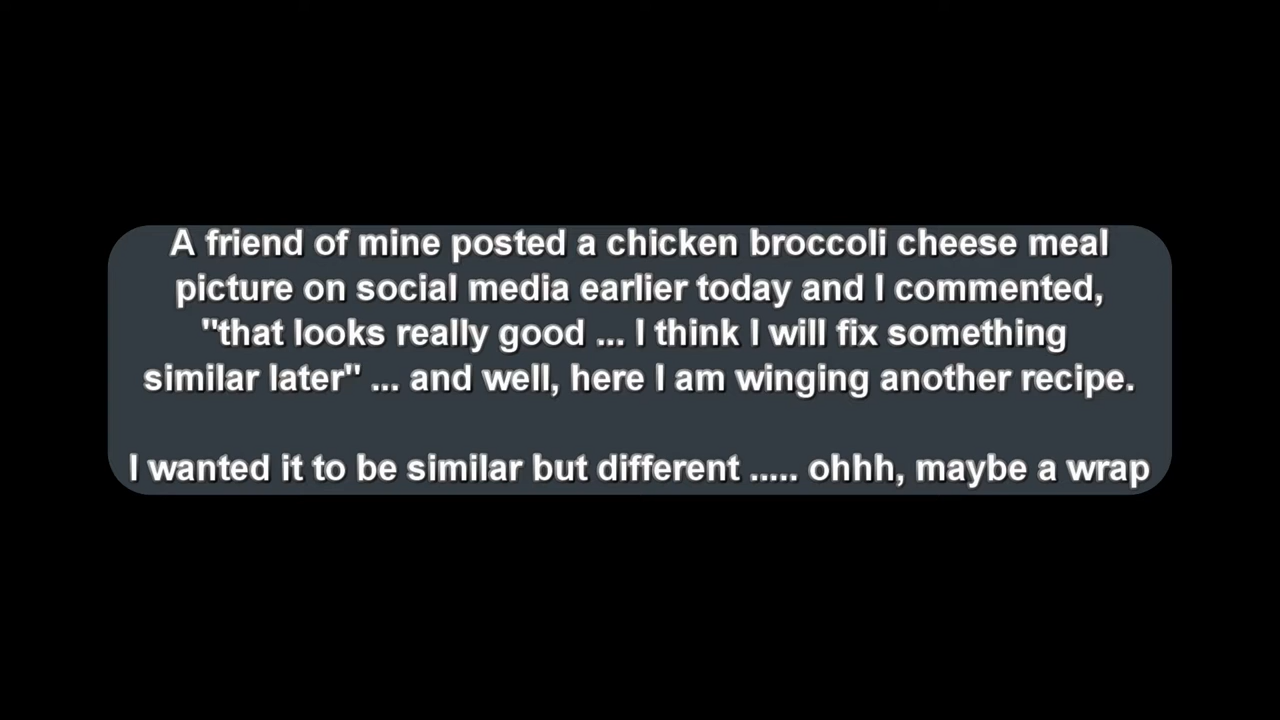 A friend of mine posted a chicken broccoli cheese meal
picture on social media earlier today and I commented,
"that looks really good ... I think I will fix something
similar later" ... and well, here I am winging another recipe.
I wanted it to be similar but different ..... ohhh, maybe a wrap